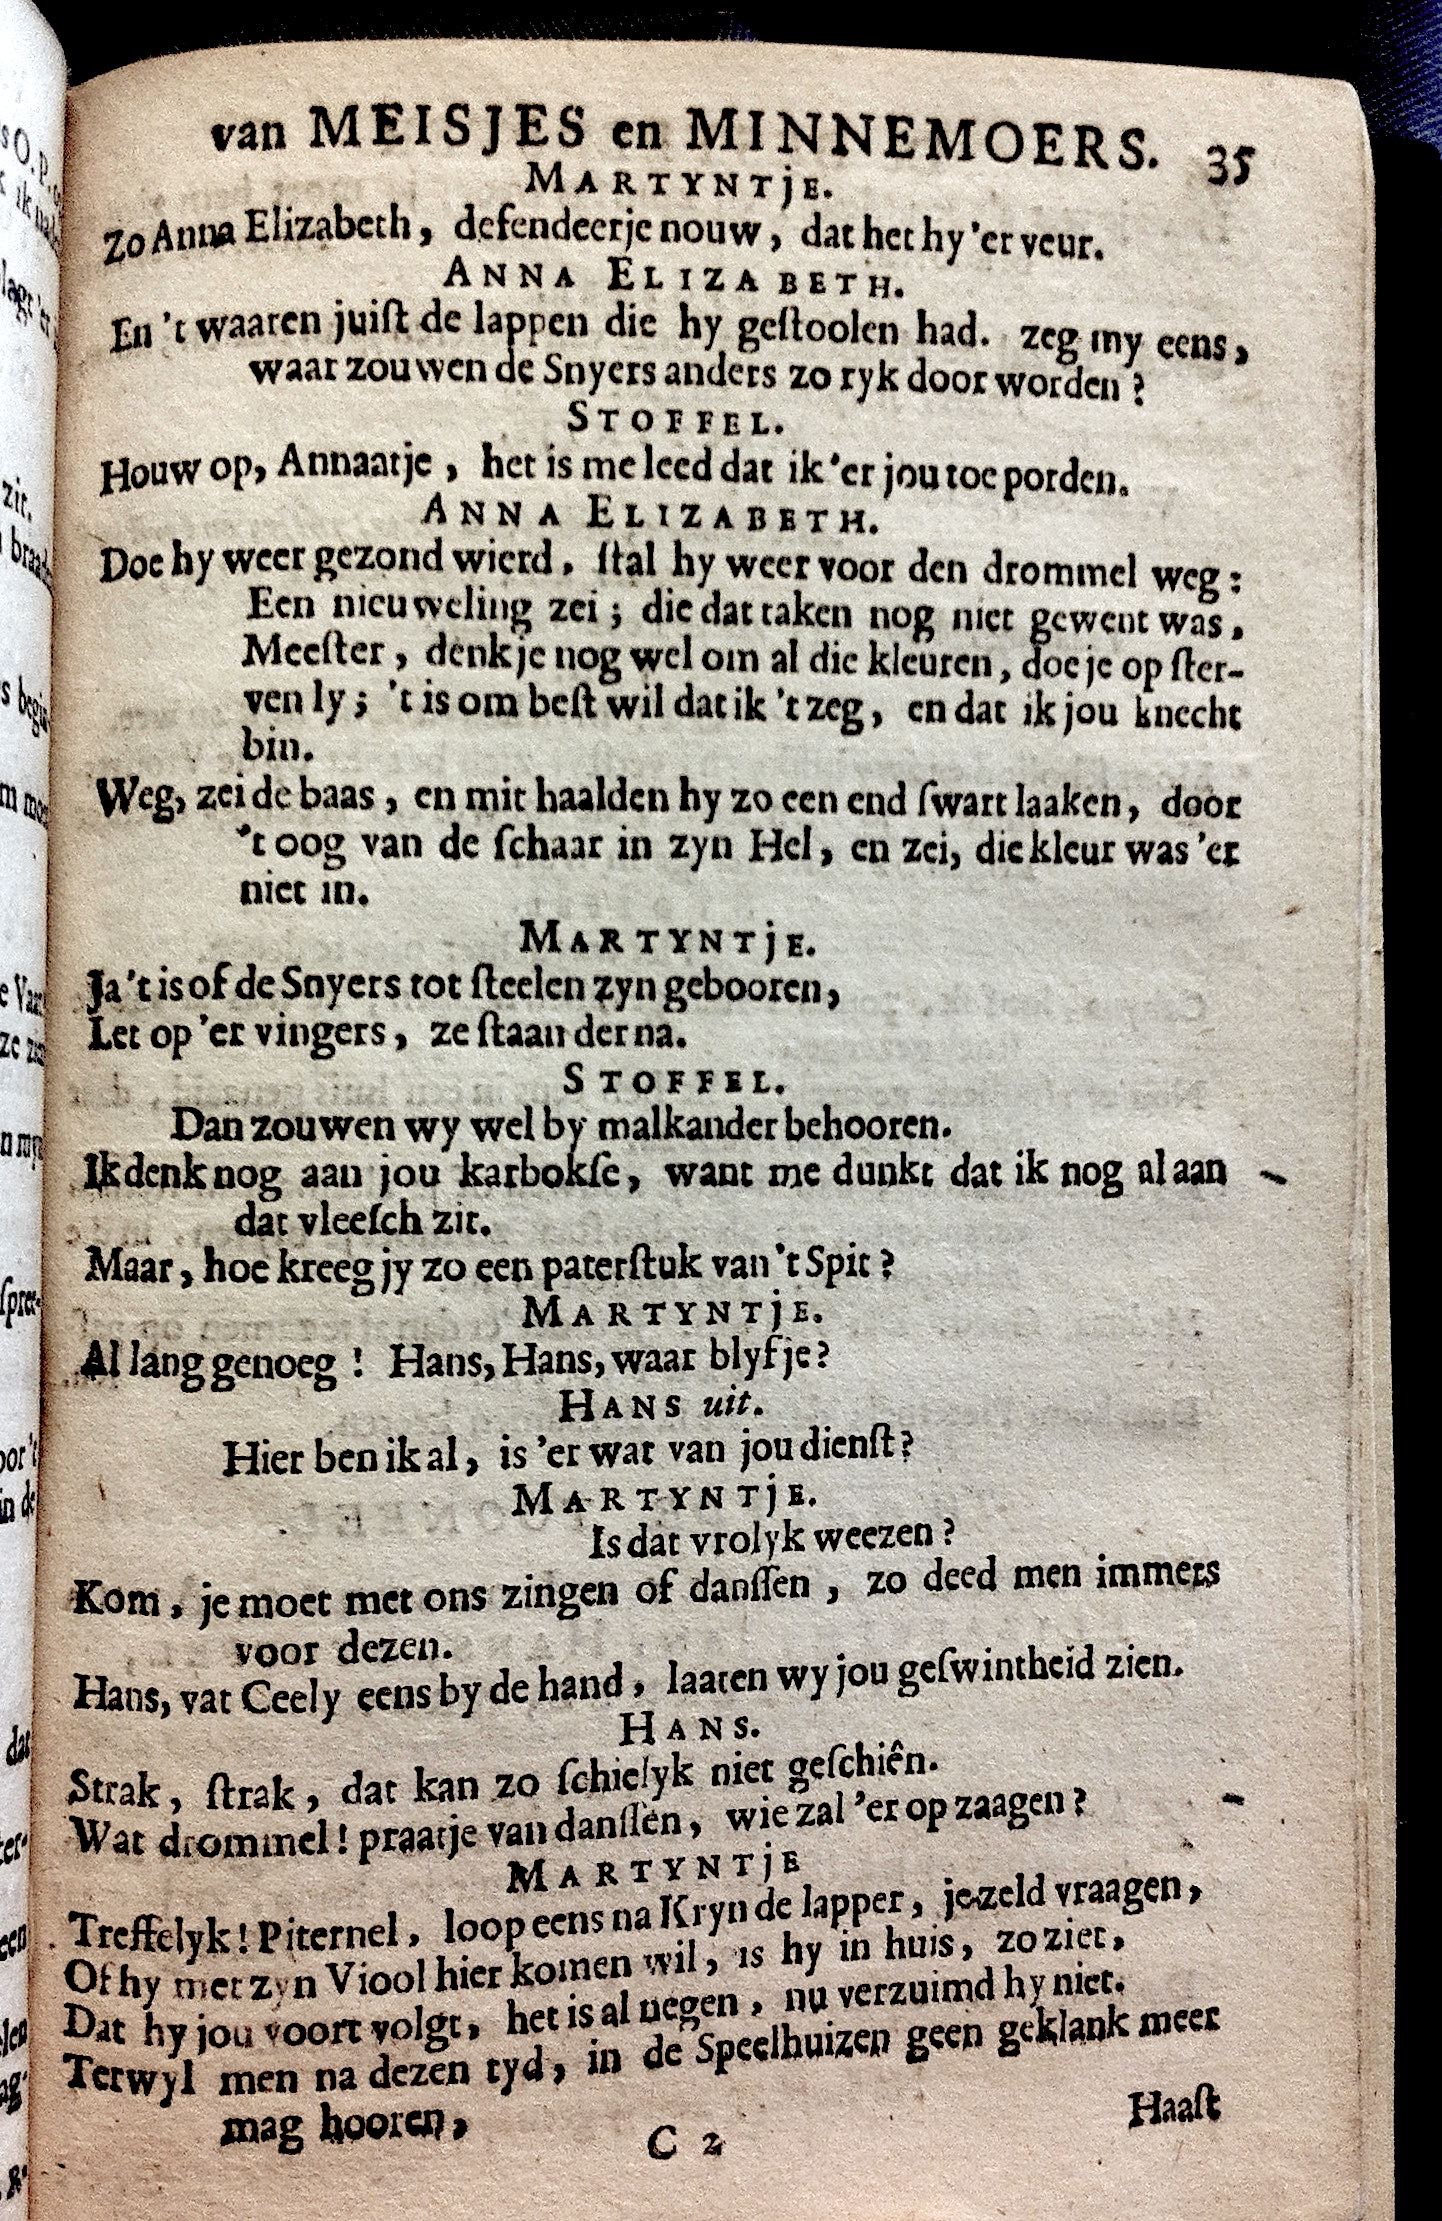 van MEISJES en MINNEMOERS. 35
MARTYNTJE.
Zo Anna Elizabeth, defendeerje nouw, dat het hy 'er veur.
ANNA ELIZABETH.
En 't waaren juiſt de lappen die hy geſtoolen had. zeg my eens,
waar zouwen de Snyers anders zo ryk door worden?
STOFFEL.
Houw op, Annaatje, het is me leed dat ik 'er jou toe porden.
ANNA ELIZABETH.
Doe hy weer gezond wierd, ſtal hy weer voor den drommel weg:
Een nieuweling zei; die dat taken nog niet gewent was,
Meeſter, denkje nog wel om al die kleuren, doe je op ſter-
ven ly; 't is om beſt wil dat ik 't zeg, en dat ik jou knecht
bin.
Weg, zei de baas, en mit haalden hy zo een end ſwart laaken, door
't oog van de ſchaar in zyn Hel, en zei, die kleur was 'er
niet in.
MARTYNTJE.
Ja 't is of de Snyers tot ſteelen zyn gebooren,
Let op 'er vingers, ze ſtaan der na.
STOFFEL.
Dan zouwen wy wel by malkander behooren.
Ik denk nog aan jou karbokſe, want me dunkt dat ik nog al aan
dat vleeſch zit.
Maar, hoe kreeg jy zo een paterſtuk van 't Spit?
MARTYNTJE.
Al lang genoeg! Hans, Hans, waar blyfje?
HANS uit.
Hier ben ik al, is 'er wat van jou dienſt?
MARTYNTJE.
Is dat vrolyk weezen?
Kom, je moet met ons zingen of danſſen, zo deed men immers
voor dezen.
Hans, vat Ceely eens by de hand, laaten wy jou geſwintheid zien.
HANS.
Strak, ſtrak, dat kan zo ſchielyk niet geſchiên.
Wat drommel! praatje van danſſen, wie zal 'er op zaagen?
MARTYNTJE
Treffelyk! Piternel, loop eens na Kryn de lapper, je zeld vraagen,
Of hy met zyn Viool hier komen wil, is hy in huis, zo ziet,
Dat hy jou voort volgt, het is al negen, nu verzuimd hy niet.
Terwyl men na dezen tyd, in de Speelhuizen geen geklank meer
mag hooren,
C 2
Haaſt